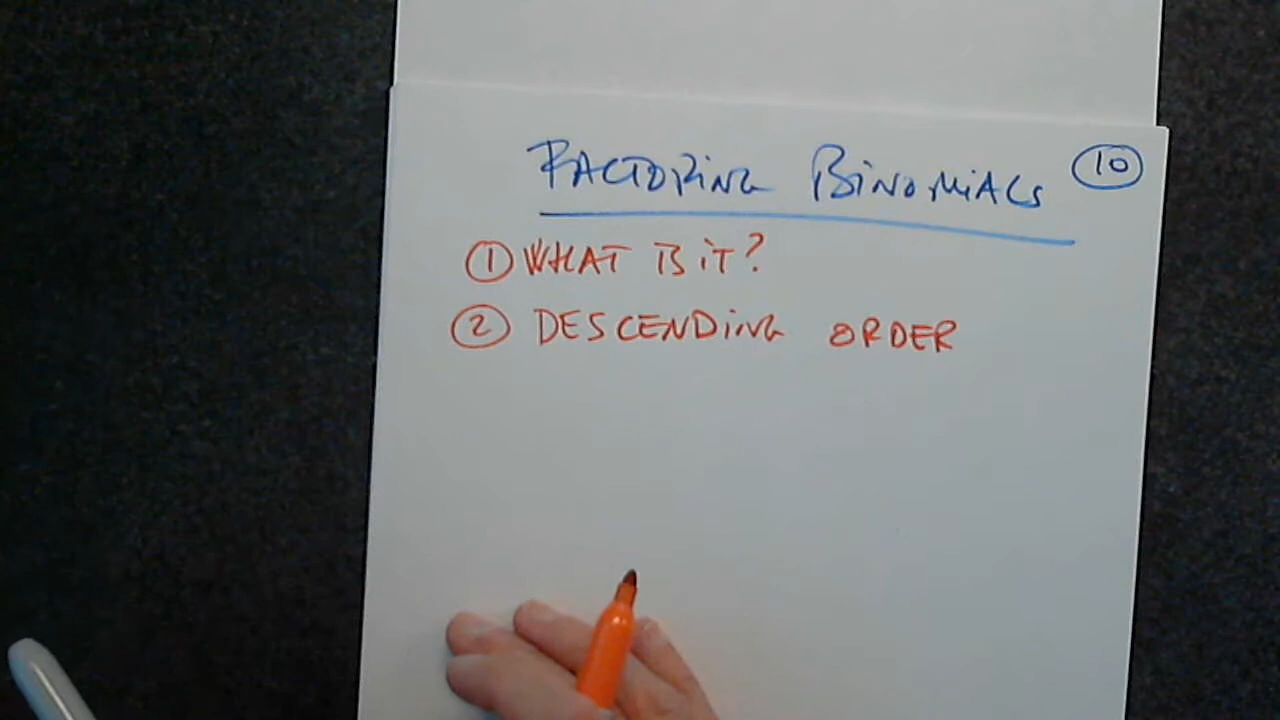 FACTORING BINOMIALS 10
1 WHAT IS IT?
2 DESCENDING ORDER